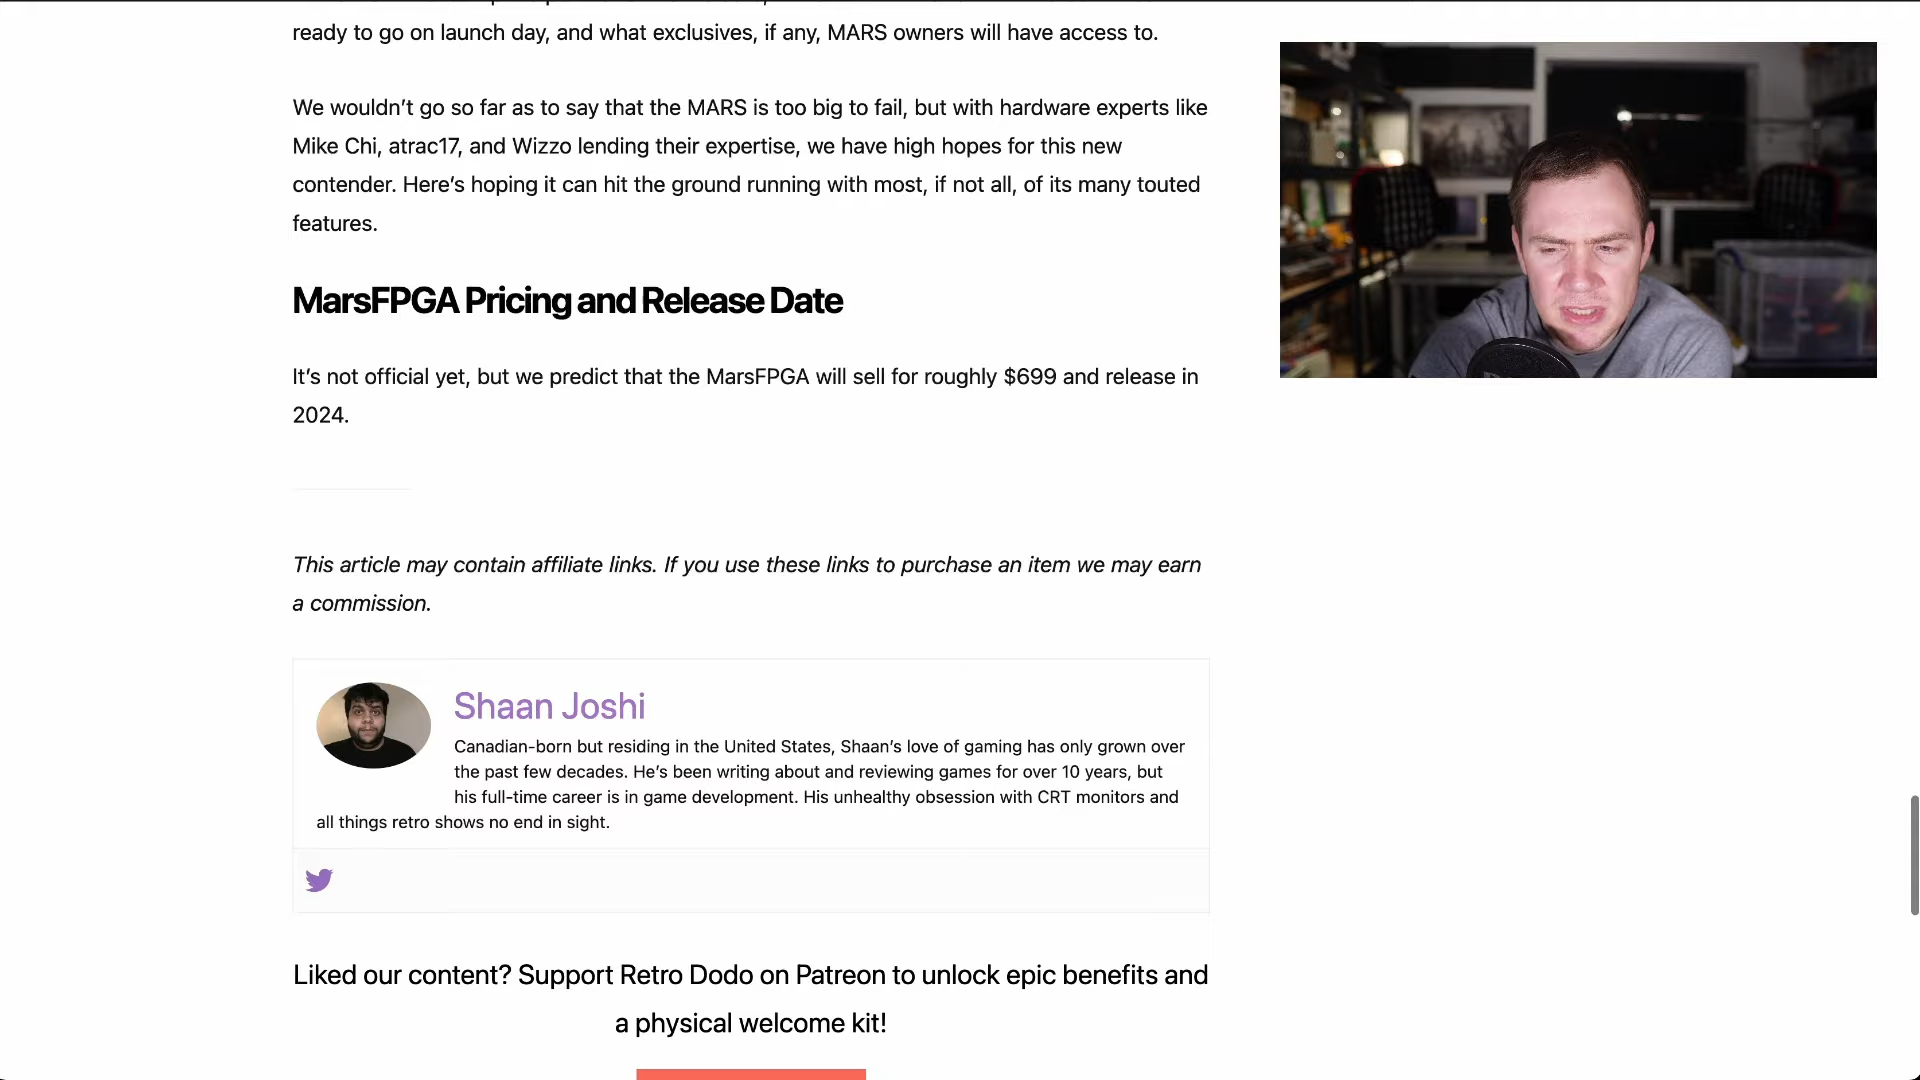 ready to go on launch day, and what exclusives, if any, MARS owners will have access to.
We wouldn’t go so far as to say that the MARS is too big to fail, but with hardware experts like
Mike Chi, atrac17, and Wizzo lending their expertise, we have high hopes for this new
contender. Here’s hoping it can hit the ground running with most, if not all, of its many touted
features.
MarsFPGA Pricing and Release Date
It’s not official yet, but we predict that the MarsFPGA will sell for roughly $699 and release in
2024.
This article may contain affiliate links. If you use these links to purchase an item we may earn
a commission.
Shaan Joshi
Canadian-born but residing in the United States, Shaan’s love of gaming has only grown over
the past few decades. He’s been writing about and reviewing games for over 10 years, but
his full-time career is in game development. His unhealthy obsession with CRT monitors and
all things retro shows no end in sight.
Liked our content? Support Retro Dodo on Patreon to unlock epic benefits and
a physical welcome kit!